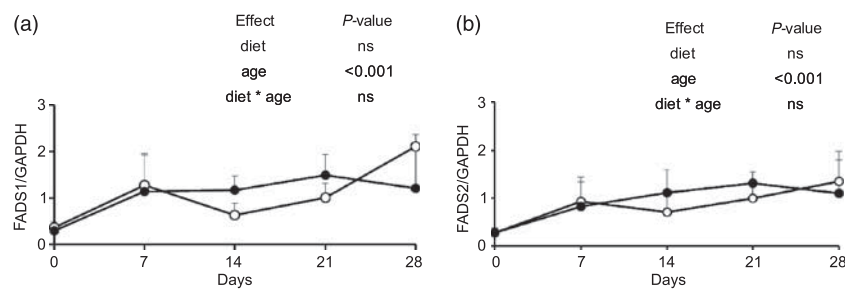 (a)
Effect P-value
diet ns
age <0.001
diet * age ns
3
2
1
0
FADS1/GAPDH
0 7 14 21 28
Days
(b)
Effect P-value
diet ns
age <0.001
diet * age ns
3
2
1
0
FADS2/GAPDH
0 7 14 21 28
Days